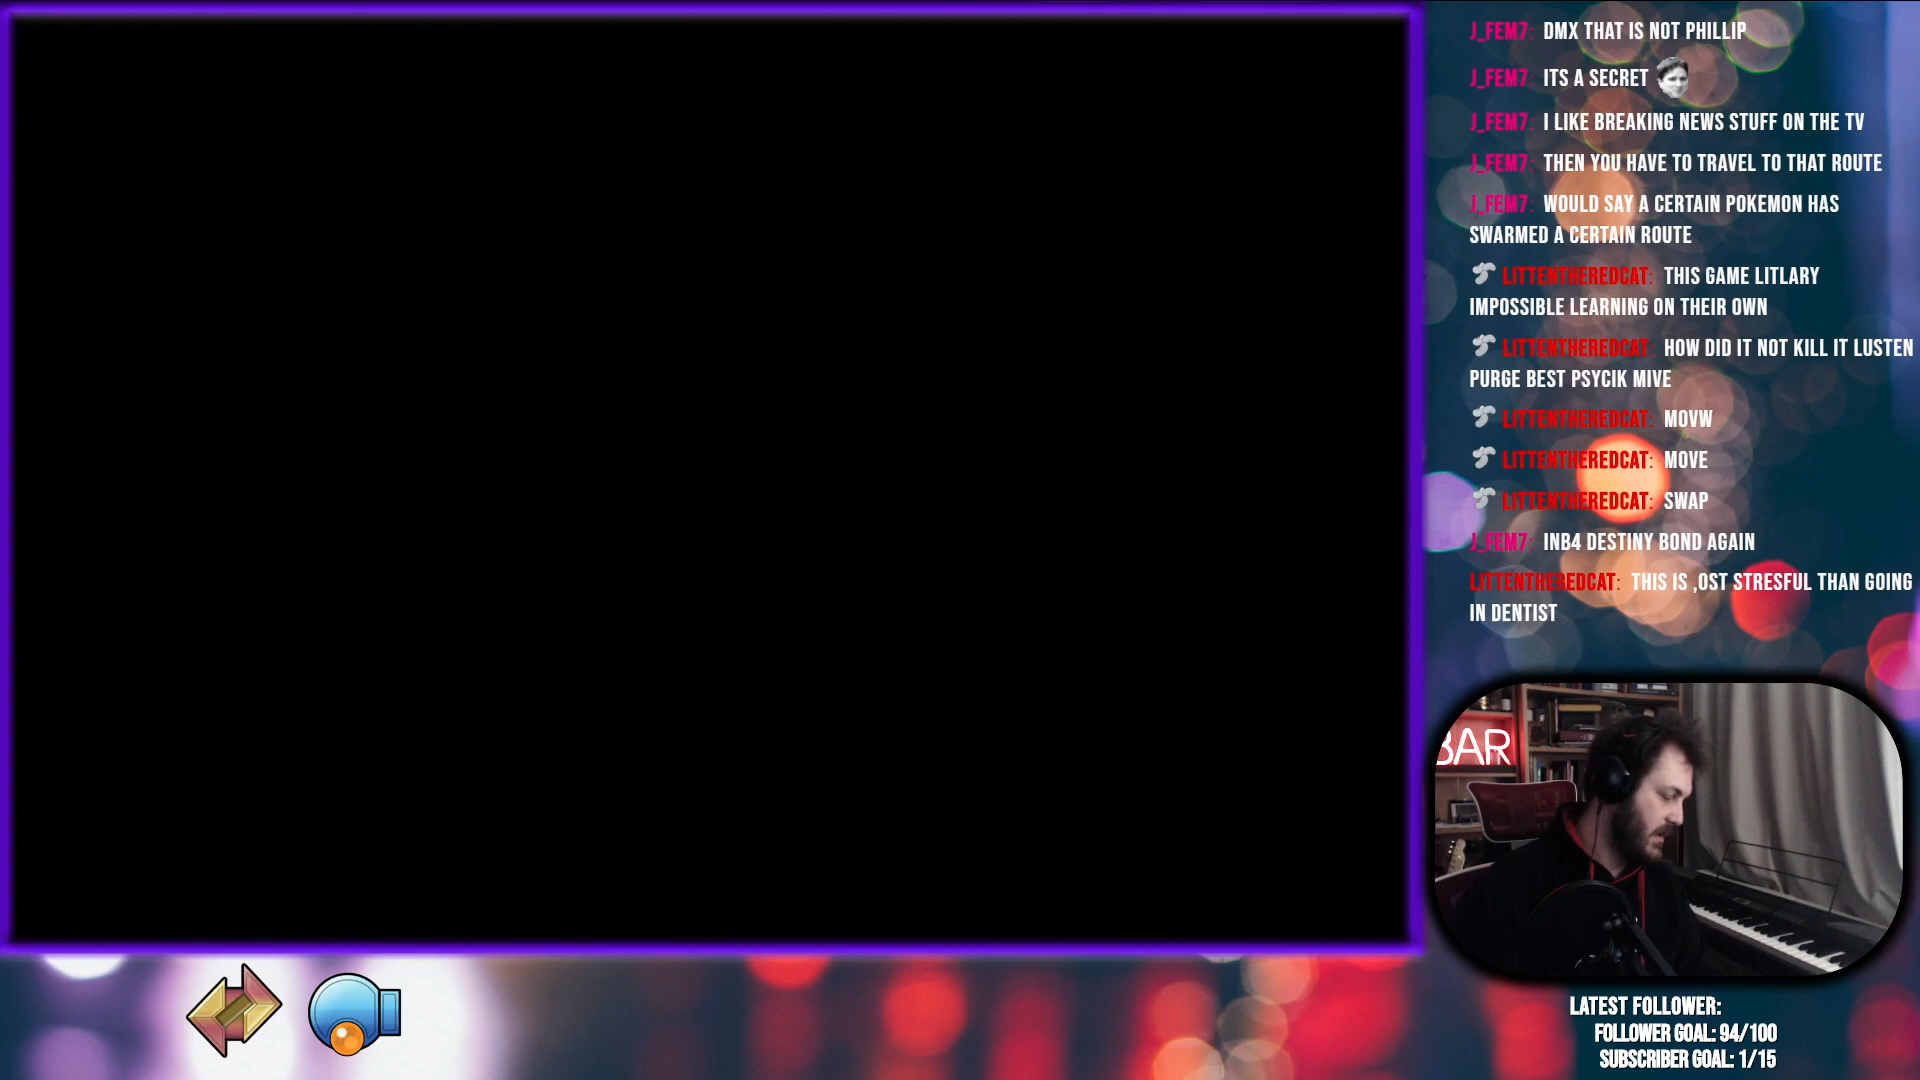 J_FEM7: DMX THAT IS NOT PHILLIP
J_FEM7: ITS A SECRET
J_FEM7: I LIKE BREAKING NEWS STUFF ON THE TV
J_FEM7: THEN YOU HAVE TO TRAVEL TO THAT ROUTE
J_FEM7: WOULD SAY A CERTAIN POKEMON HAS
SWARMED A CERTAIN ROUTE
LITTENTHEREDCAT: THIS GAME LITLARY
IMPOSSIBLE LEARNING ON THEIR OWN
LITTENTHEREDCAT: HOW DID IT NOT KILL IT LUSTEN
PURGE BEST PSYCIK MIVE
LITTENTHEREDCAT: MOVW
LITTENTHEREDCAT: MOVE
LITTENTHEREDCAT: SWAP
J_FEM7: INB4 DESTINY BOND AGAIN
LITTENTHEREDCAT: THIS IS ,OST STRESFUL THAN GOING
IN DENTIST
BAR
LATEST FOLLOWER:
FOLLOWER GOAL: 94/100
SUBSCRIBER GOAL: 1/15